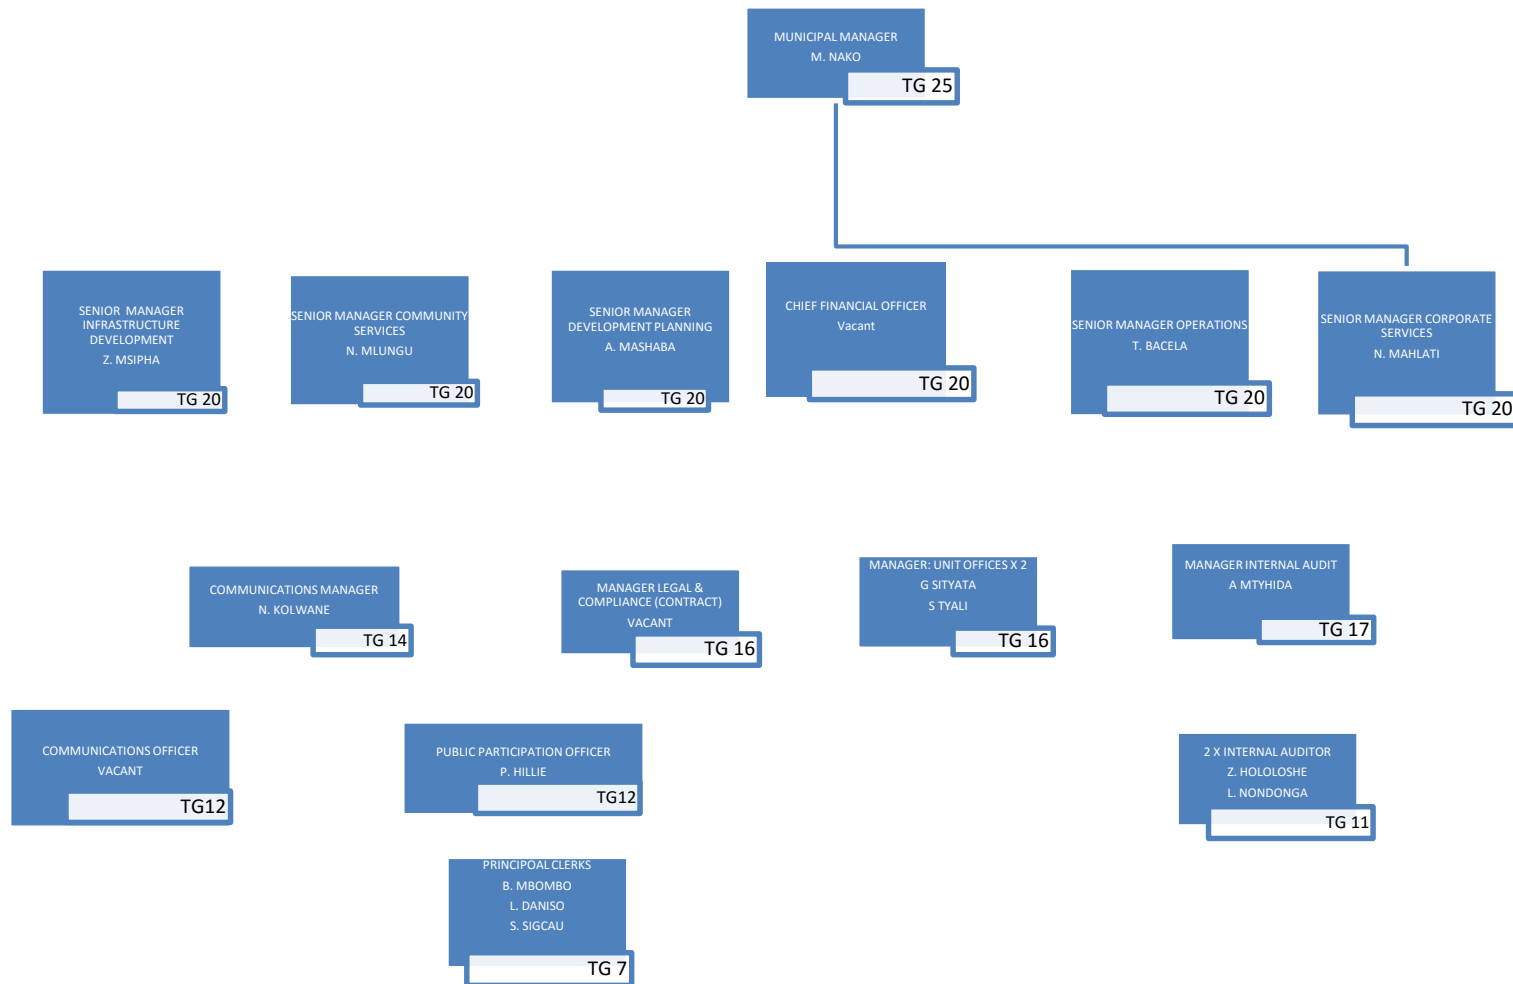 MUNICIPAL MANAGER
M. NAKO
TG 25
SENIOR MANAGER
INFRASTRUCTURE
DEVELOPMENT
Z. MSIPHA
TG 20
SENIOR MANAGER COMMUNITY
SERVICES
N. MLUNGU
TG 20
SENIOR MANAGER
DEVELOPMENT PLANNING
A. MASHABA
TG 20
CHIEF FINANCIAL OFFICER
Vacant
TG 20
SENIOR MANAGER OPERATIONS
T. BACELA
TG 20
SENIOR MANAGER CORPORATE
SERVICES
N. MAHLATI
TG 20
COMMUNICATIONS MANAGER
N. KOLWANE
TG 14
MANAGER LEGAL &
COMPLIANCE (CONTRACT)
VACANT
TG 16
MANAGER: UNIT OFFICES X 2
G SITYATA
S TYALI
TG 16
MANAGER INTERNAL AUDIT
A MTYHIDA
TG 17
COMMUNICATIONS OFFICER
VACANT
TG12
PUBLIC PARTICIPATION OFFICER
P. HILLIE
TG12
2 X INTERNAL AUDITOR
Z. HOLOLOSHE
L. NONDONGA
TG 11
PRINCIPOAL CLERKS
B. MBOMBO
L. DANISO
S. SIGCAU
TG 7